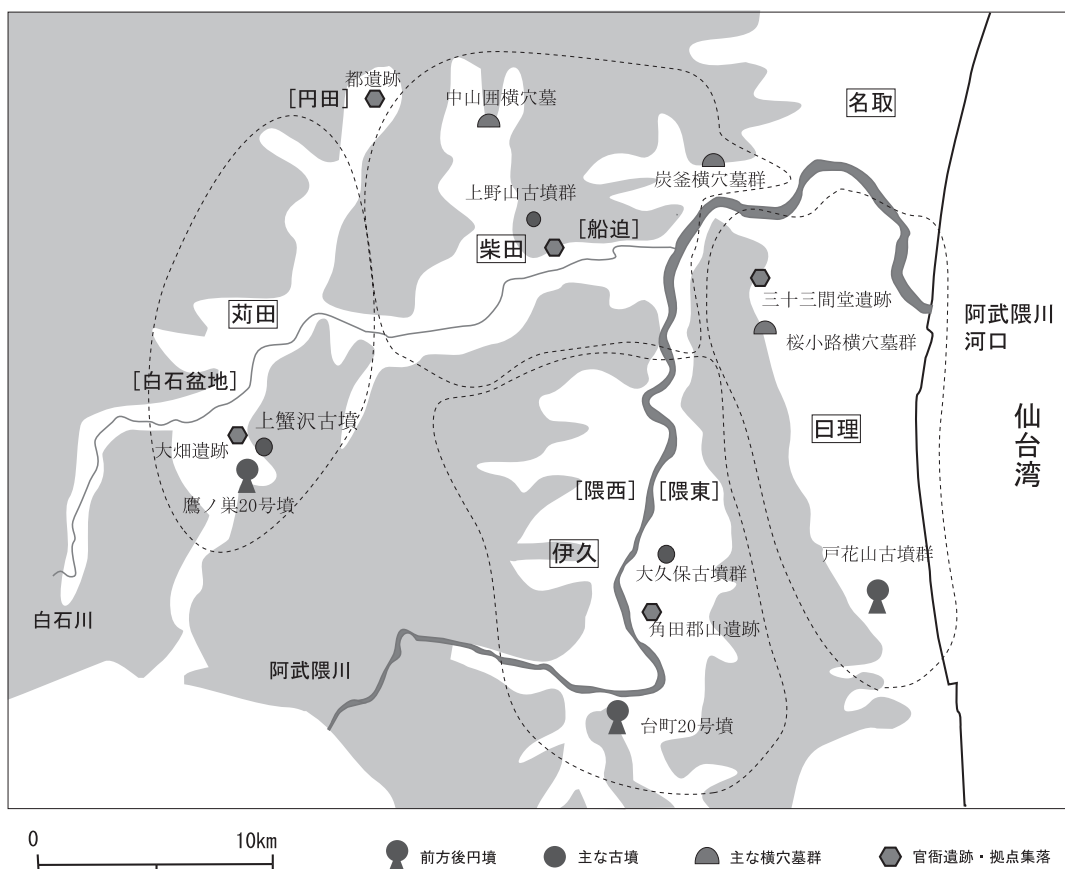 都遺跡
[円田]
中山囲横穴墓
名取
炭釜横穴墓群
上野山古墳群
[船迫]
柴田
三十三間堂遺跡
苅田
阿武隈川
河口
桜小路横穴墓群
[白石盆地]
上蟹沢古墳
仙台湾
曰理
大畑遺跡
[隈西]
[隈東]
鷹ノ巣20号墳
伊久
戸花山古墳群
大久保古墳群
白石川
角田郡山遺跡
阿武隈川
台町20号墳
0 10km
前方後円墳
主な古墳
主な横穴墓群
官衙遺跡・拠点集落